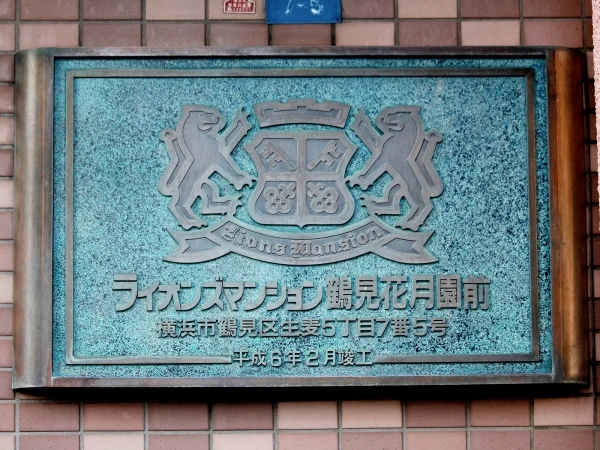 7-5
Lions Mansion
ライオンズマンション鶴見花月園前
横浜市鶴見区生麦5丁目7番5号
平成6年2月竣工